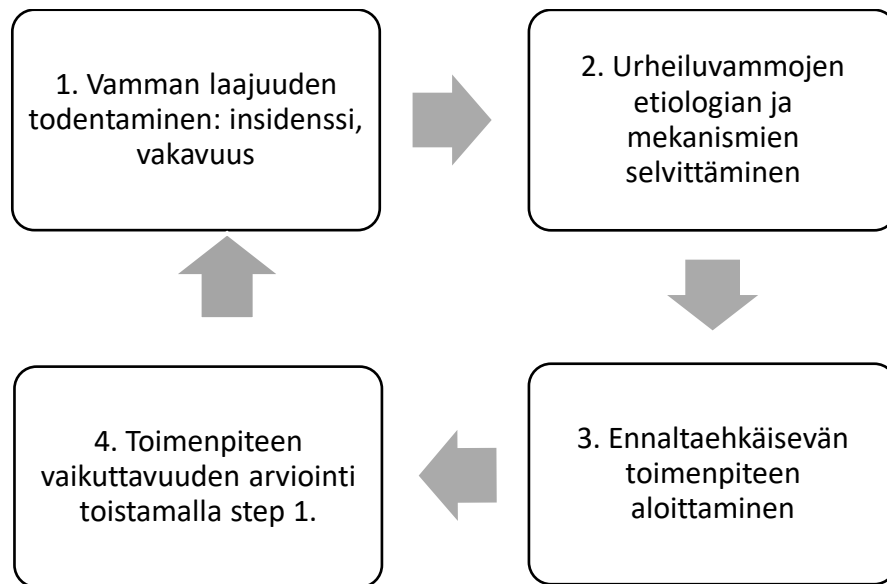 1. Vamman laajuuden
todentaminen: insidenssi,
vakavuus
2. Urheiluvammojen
etiologian ja
mekanismien
selvittäminen
3. Ennaltaehkäisevän
toimenpiteen
aloittaminen
4. Toimenpiteen
vaikuttavuuden arviointi
toistamalla step 1.